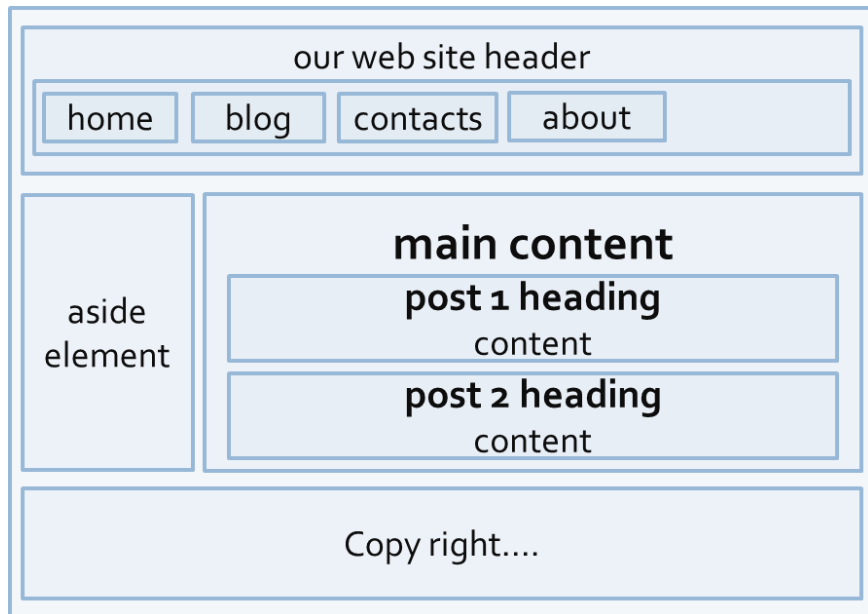 our web site header
home blog contacts about
aside
element
main content
post 1 heading
content
post 2 heading
content
Copy right....